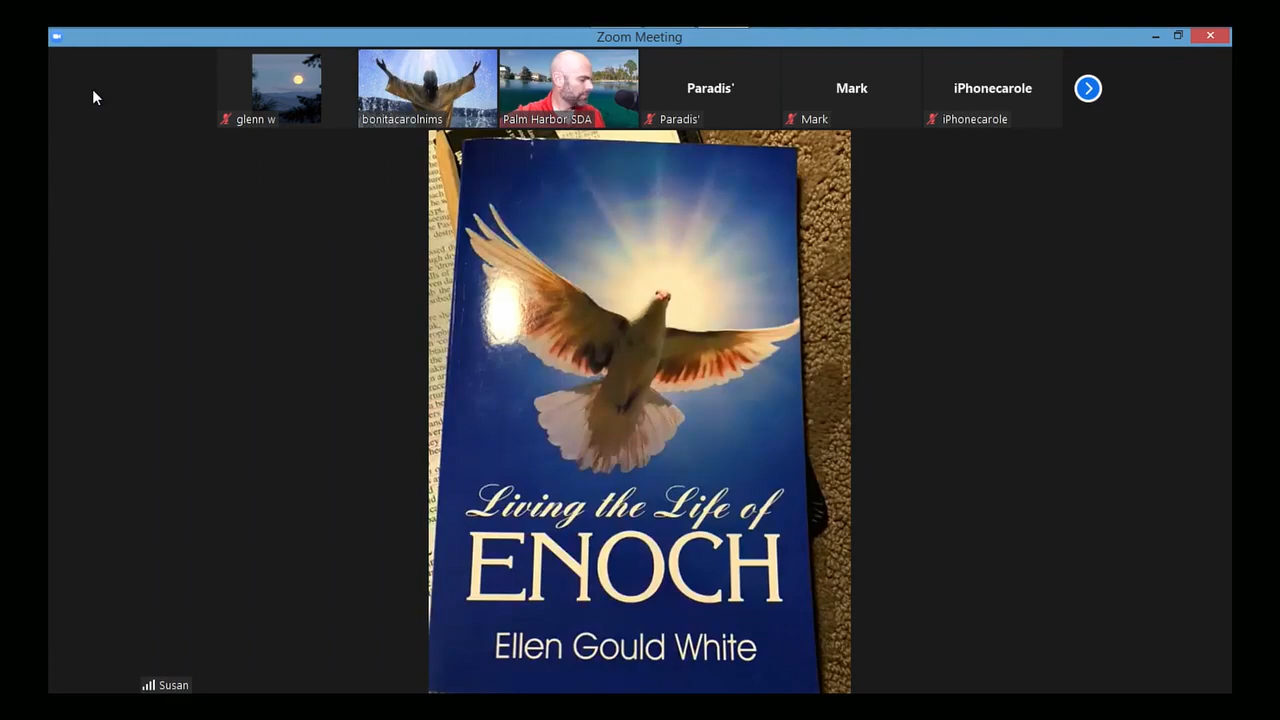 Zoom Meeting
Paradis'
Mark
iPhonecarole
glenn w
bonitacarolnims
Palm Harbor SDA
Paradis'
Mark
iPhonecarole
Living the Life of
ENOCH
Ellen Gould White
Susan